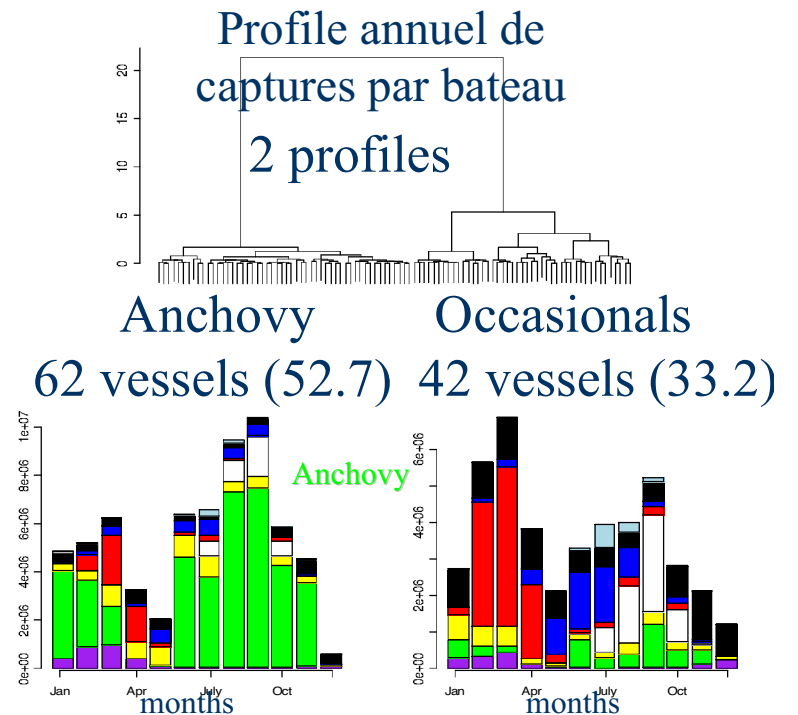 Profile annuel de
captures par bateau
2 profiles
20
15
10
5
0
Anchovy
Occasionals
62 vessels (52.7)
42 vessels (33.2)
1e+07
8e+06
6e+06
4e+06
2e+06
0e+00
Anchovy
Jan
Apr
July
Oct
months
6e+06
4e+06
2e+06
0e+00
Jan
Apr
July
Oct
months